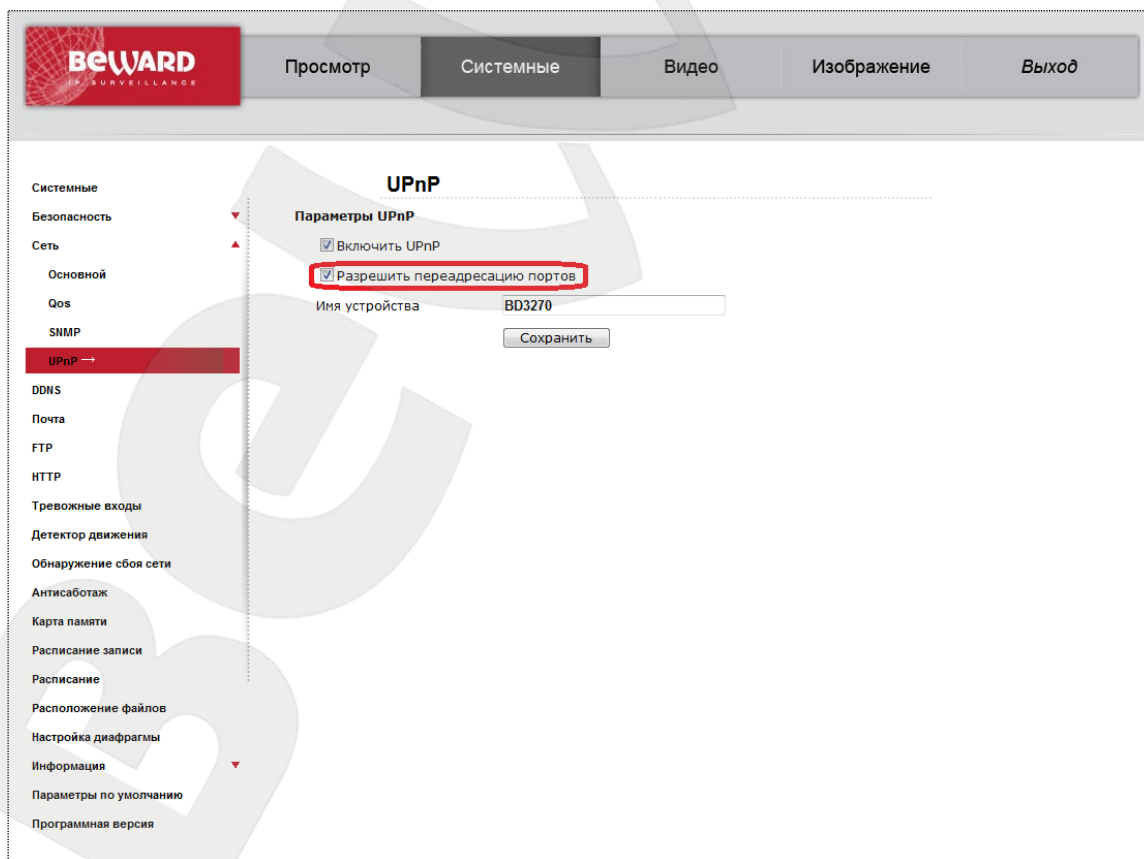 BEWARD
IP SURVEILLANCE
Просмотр
Системные
Видео
Изображение
Выход
Системные
Безопасность
Сеть
Основной
Qos
SNMP
UPnP →
DDNS
Почта
FTP
HTTP
Тревожные входы
Детектор движения
Обнаружение сбоя сети
Антисаботаж
Карта памяти
Расписание записи
Расписание
Расположение файлов
Настройка диафрагмы
Информация
Параметры по умолчанию
Программная версия
UPnP
Параметры UPnP
Включить UPnP
Разрешить переадресацию портов
Имя устройства BD3270
Сохранить